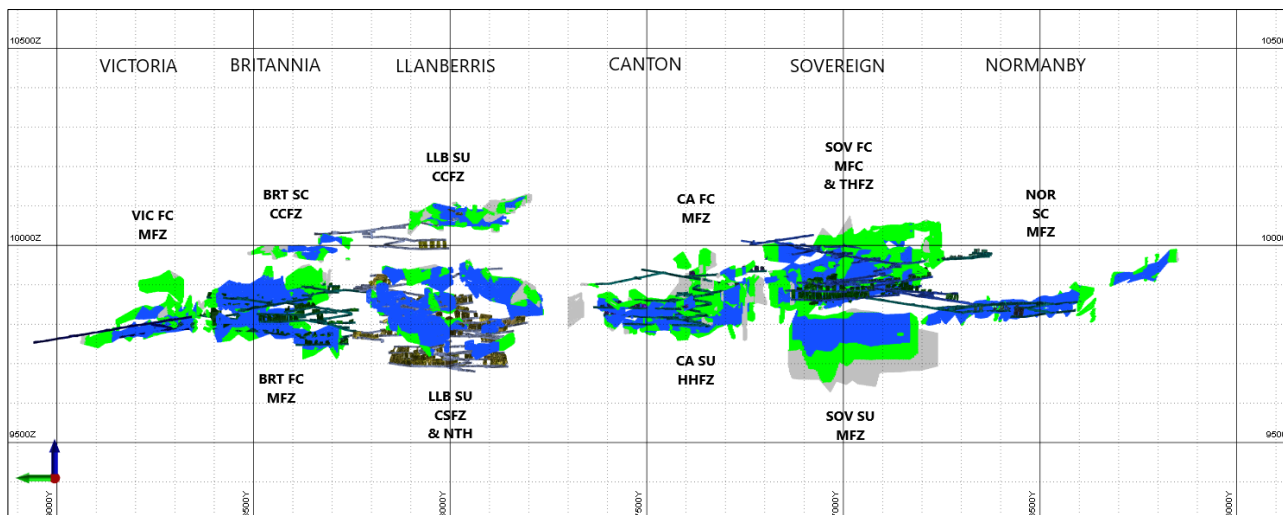 10500Z
VICTORIA BRITANNIA LLANBERRIS CANTON SOVEREIGN NORMANBY
SOV FC
MFC
& THFZ
LLB SU
CCFZ
BRT SC
CCFZ
CA FC
MFZ
NOR
SC
MFZ
VIC FC
MFZ
10000Z
CA SU
HHFZ
BRT FC
MFZ
LLB SU
CSFZ
& NTH
SOV SU
MFZ
9500Z